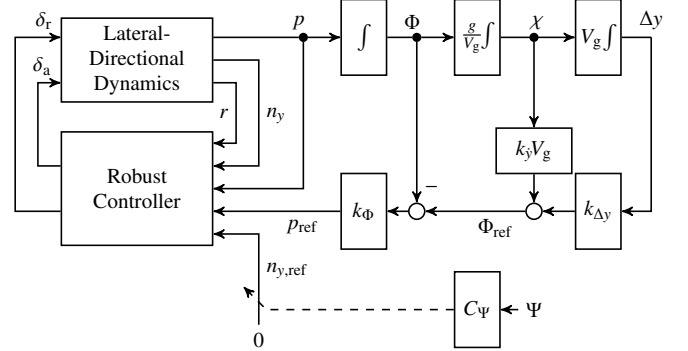 δr
p
Φ
χ
Δy
Lateral-
Directional
Dynamics
∫
g/Vg ∫
Vg ∫
δa
r
ny
kẏVg
Robust
Controller
−
kΦ
kΔy
pref
Φref
ny,ref
CΨ
Ψ
0